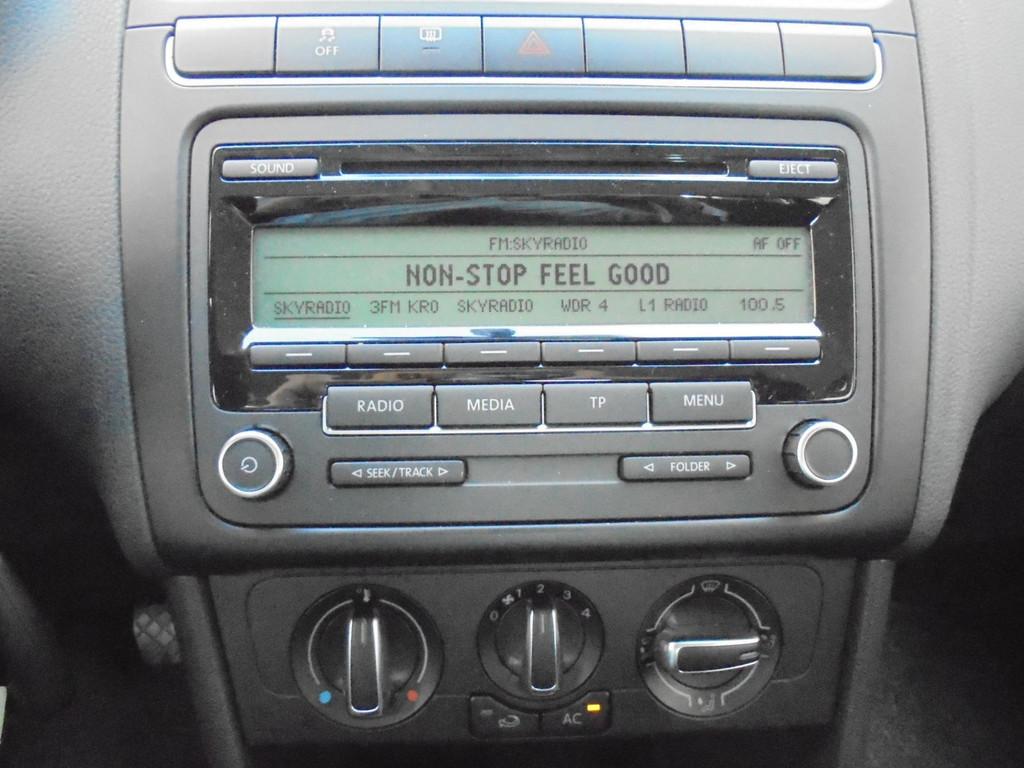 OFF
SOUND
EJECT
FM:SKYRADIO AF OFF
NON-STOP FEEL GOOD
SKYRADIO 3FM KRO SKYRADIO WDR 4 L1 RADIO 100.5
RADIO MEDIA TP MENU
SEEK/TRACK
FOLDER
0 1 2 3 4
AC